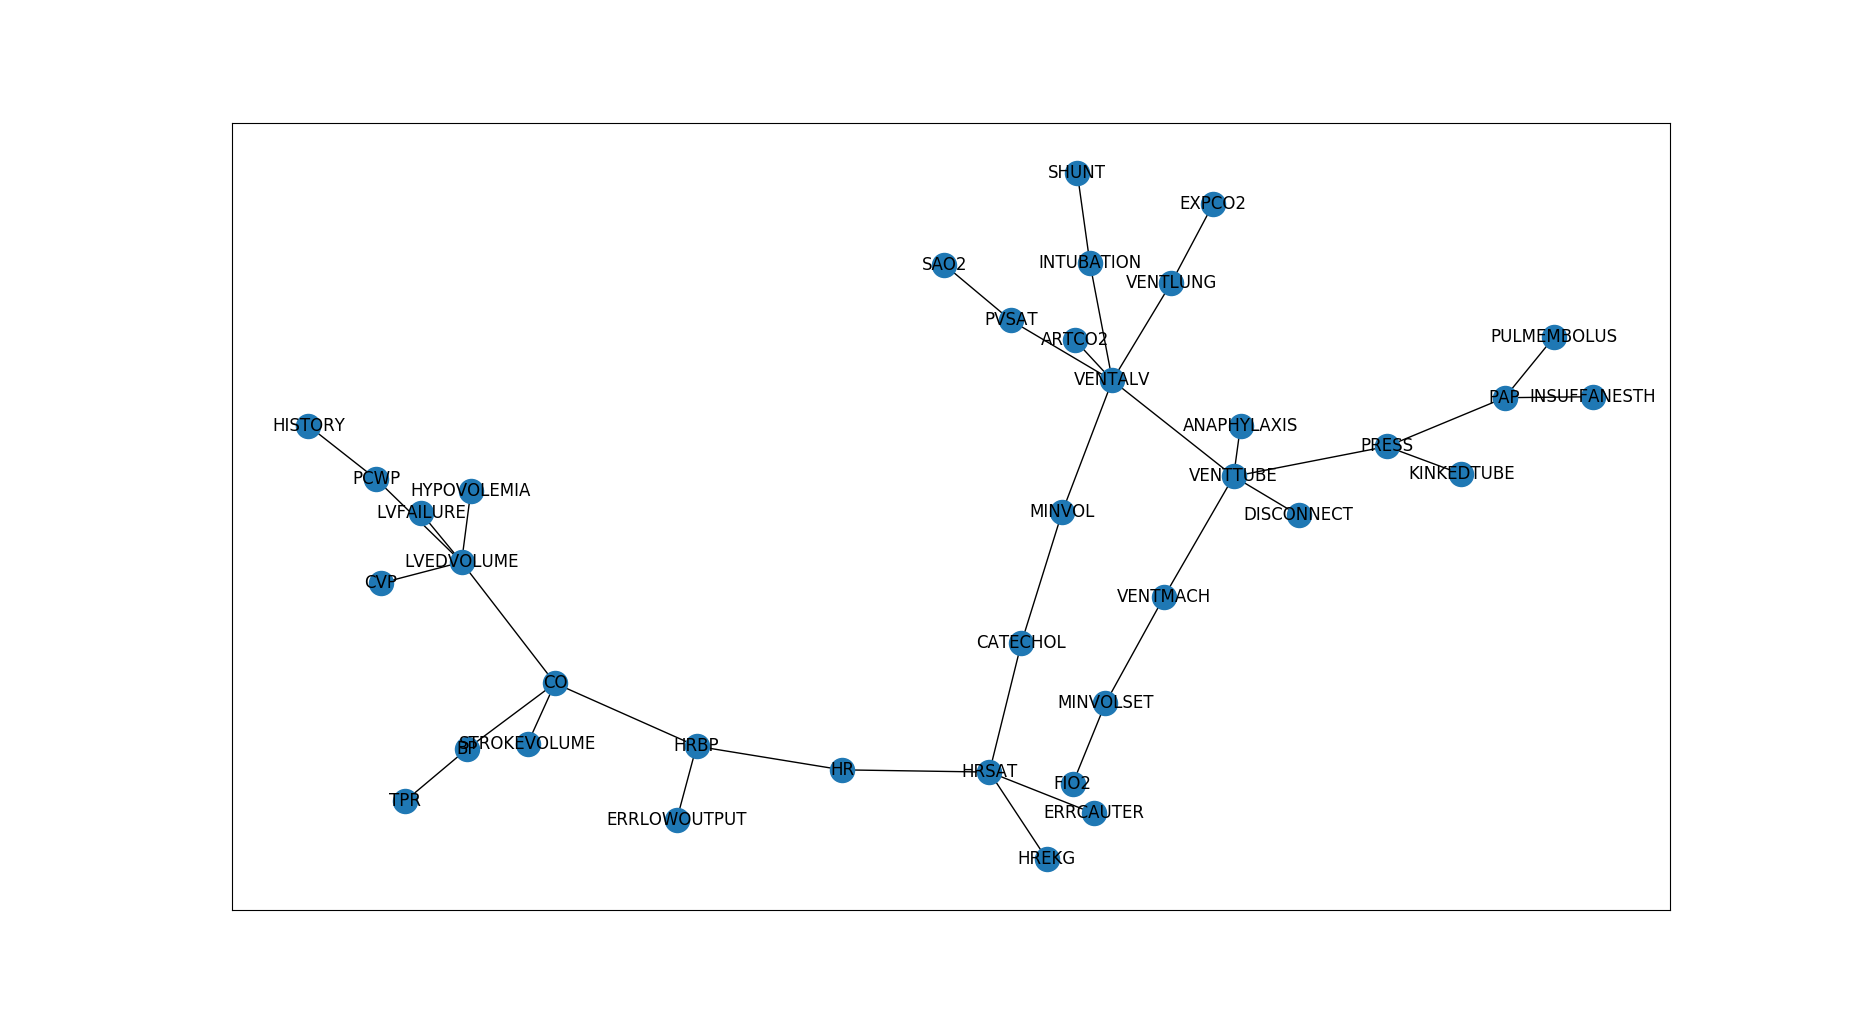 SHUNT
EXPCO2
SAO2
INTUBATION
VENTLUNG
PVSAT
ARTCO2
PULMEMBOLUS
VENTALV
PAP
INSUFFANESTH
HISTORY
ANAPHYLAXIS
PRESS
PCWP
VENTTUBE
KINKEDTUBE
HYPOVOLEMIA
LVFAILURE
MINVOL
DISCONNECT
LVEDVOLUME
CVP
VENTMACH
CATECHOL
CO
MINVOLSET
BP
STROKEVOLUME
HRBP
HR
HRSAT
FIO2
TPR
ERRLOWOUTPUT
ERRCAUTER
HREKG